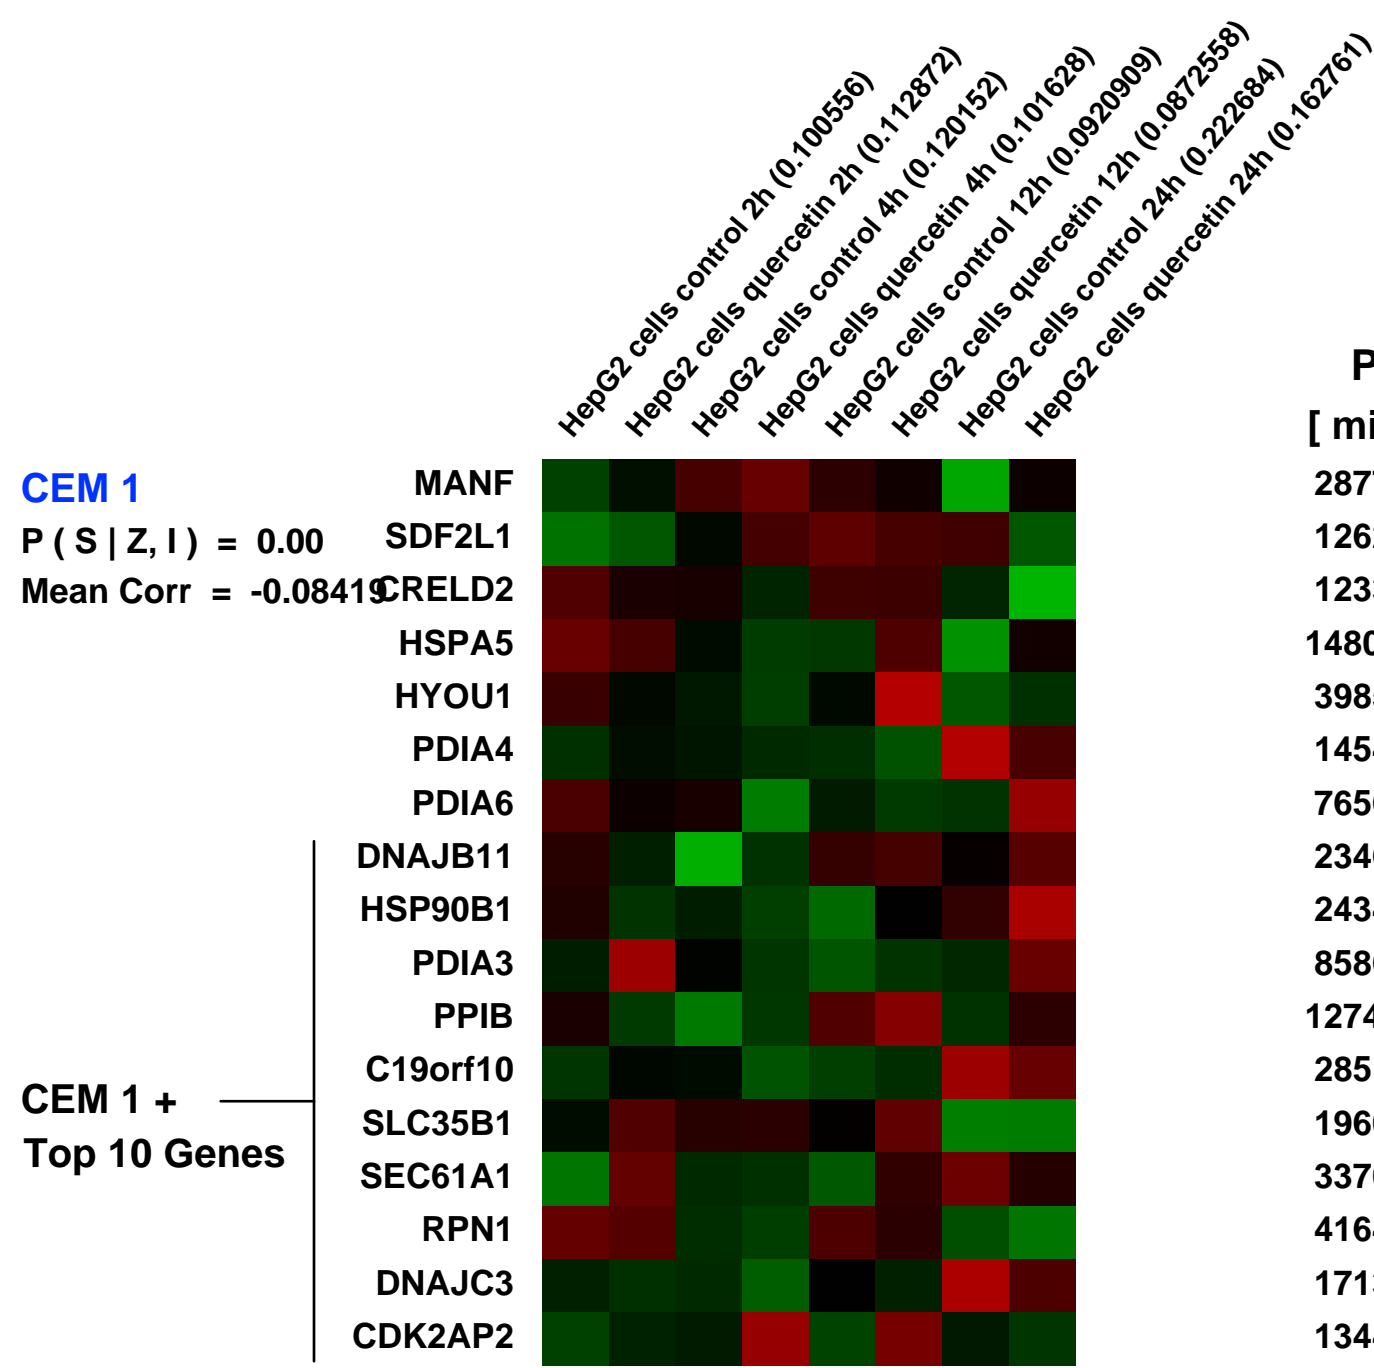 HepG2 cells control 2h (0.100556)
HepG2 cells quercetin 2h (0.112872)
HepG2 cells control 4h (0.120152)
HepG2 cells quercetin 4h (0.101628)
HepG2 cells control 12h (0.0920909)
HepG2 cells quercetin 12h (0.0872558)
HepG2 cells control 24h (0.222684)
HepG2 cells quercetin 24h (0.162761)
P
[ mi
CEM 1
P ( S | Z, I ) = 0.00
Mean Corr = -0.08419
MANF
SDF2L1
CRELD2
HSPA5
HYOU1
PDIA4
PDIA6
DNAJB11
HSP90B1
PDIA3
PPIB
C19orf10
SLC35B1
SEC61A1
RPN1
DNAJC3
CDK2AP2
CEM 1 +
Top 10 Genes
1480
285
1274